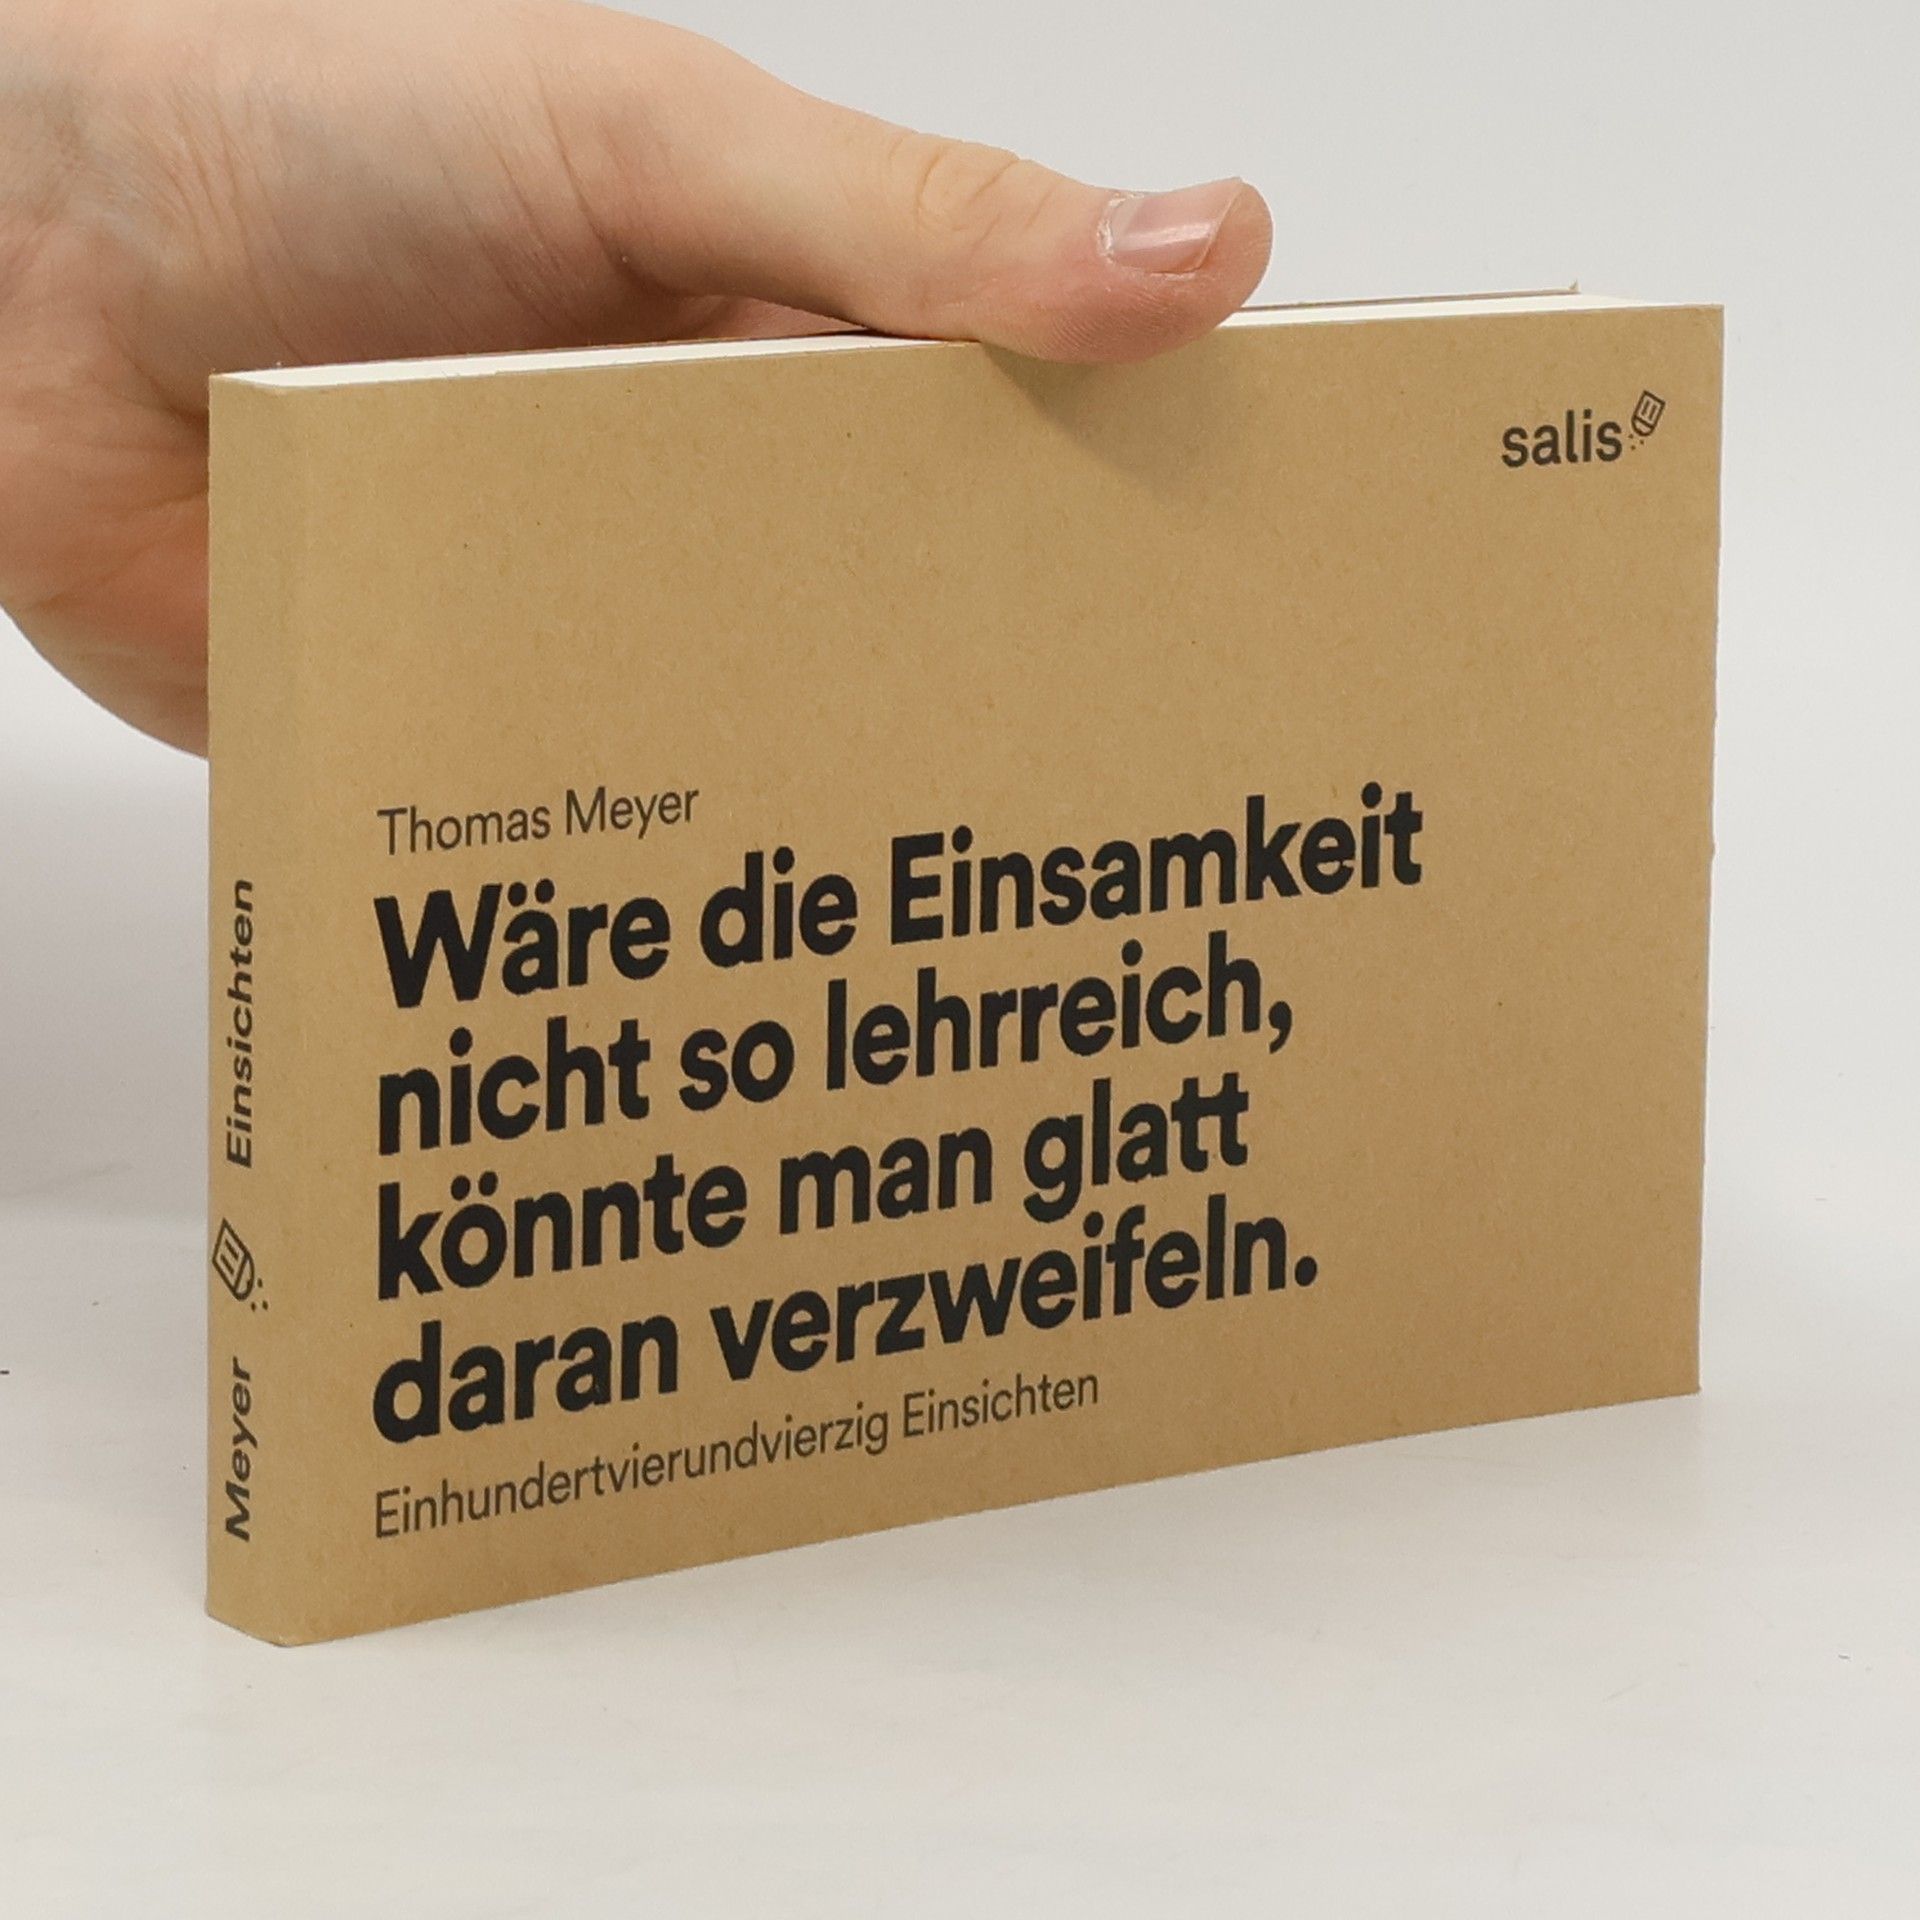 salis
Thomas Meyer
Wäre die Einsamkeit
nicht so lehrreich,
könnte man glatt
daran verzweifeln.
Einhundertvierundvierzig Einsichten
Meyer Einsichten